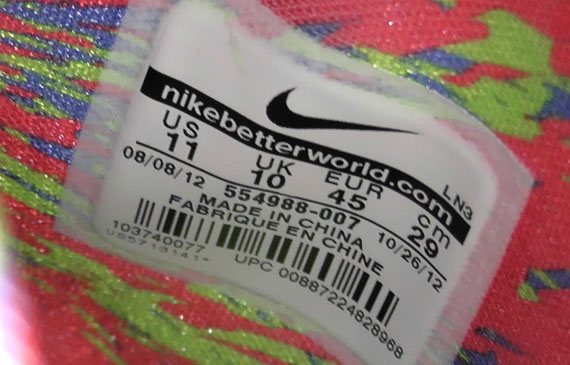 nikebetterworld.com
LN3
US UK EUR cm
11 10 45 29
08/08/12 554988-007 10/26/12
MADE IN CHINA
FABRIQUE EN CHINE
103740077
US5713141*
UPC 00887224828968